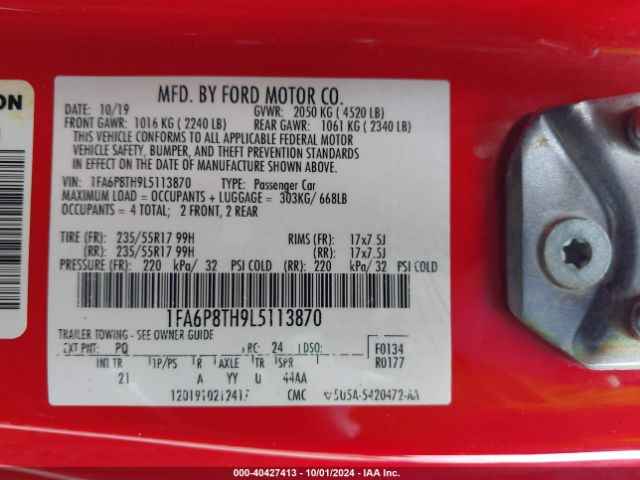 ON
MFD. BY FORD MOTOR CO.
DATE: 10/19 GVWR: 2050 KG ( 4520 LB)
FRONT GAWR: 1016 KG ( 2240 LB) REAR GAWR: 1061 KG ( 2340 LB)
THIS VEHICLE CONFORMS TO ALL APPLICABLE FEDERAL MOTOR
VEHICLE SAFETY, BUMPER, AND THEFT PREVENTION STANDARDS
IN EFFECT ON THE DATE OF MANUFACTURE SHOWN ABOVE.
VIN: 1FA6P8TH9L5113870 TYPE: Passenger Car
MAXIMUM LOAD = OCCUPANTS + LUGGAGE = 303KG/ 668LB
OCCUPANTS = 4 TOTAL; 2 FRONT, 2 REAR
TIRE (FR): 235/55R17 99H RIMS (FR): 17x7.5J
(RR): 235/55R17 99H (RR): 17x7.5J
PRESSURE (FR): 220 kPa/ 32 PSI COLD (RR): 220 kPa/ 32 PSI COLD
1FA6P8TH9L5113870
TRAILER TOWING - SEE OWNER GUIDE
EXT PNT: PQ RC: 24 DSO: F0134
INT TR TP/PS R AXLE TR SPR R0177
21 A YY U 44AA
CMC
000-40427413 - 10/01/2024 - IAA